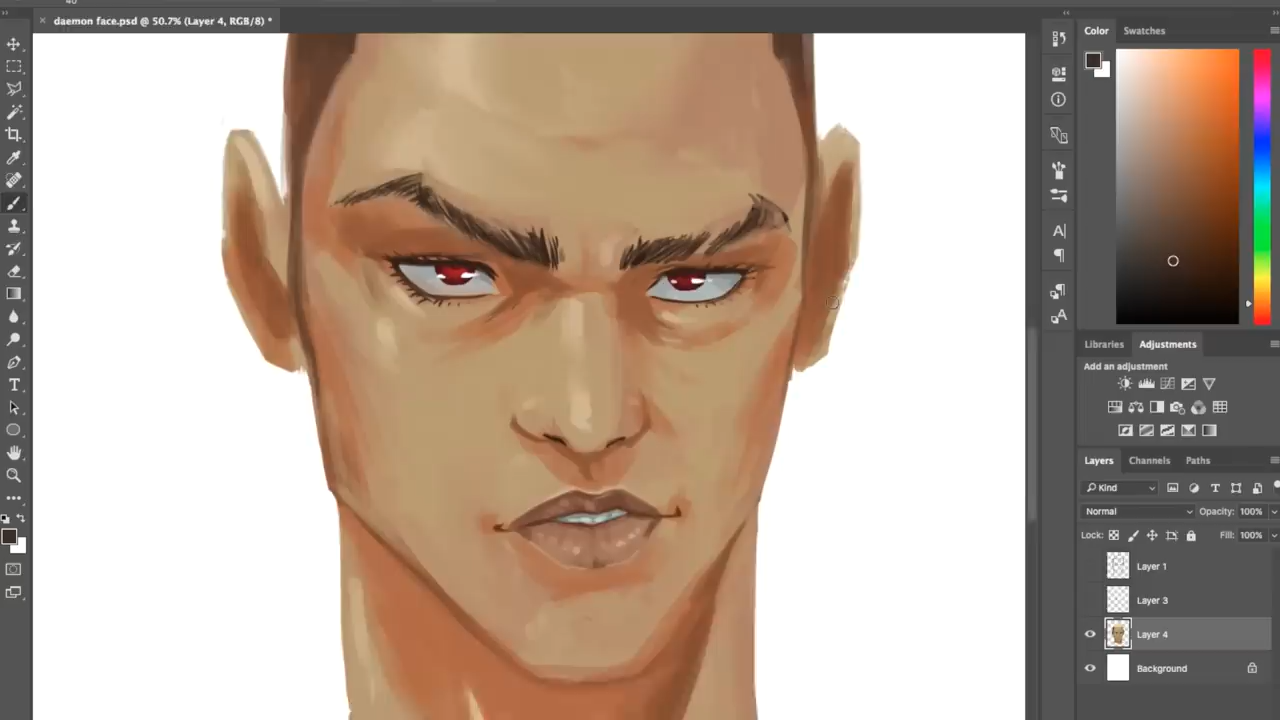 daemon face.psd @ 50.7% (Layer 4, RGB/8) *
Color Swatches
Libraries Adjustments
Add an adjustment
Layers Channels Paths
Kind
Normal Opacity: 100%
Lock: Fill: 100%
Layer 1
Layer 3
Layer 4
Background